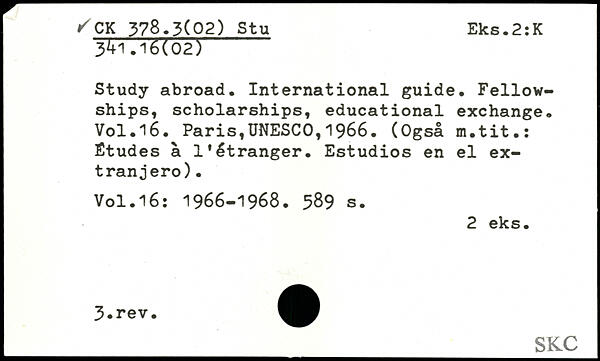 ✓ CK 378.3(02) Stu
Eks.2:K
341.16(02)
Study abroad. International guide. Fellow-
ships, scholarships, educational exchange.
Vol.16. Paris,UNESCO,1966. (Også m.tit.:
Études à l'étranger. Estudios en el ex-
tranjero).
Vol.16: 1966-1968. 589 s.
2 eks.
3.rev.
SKC